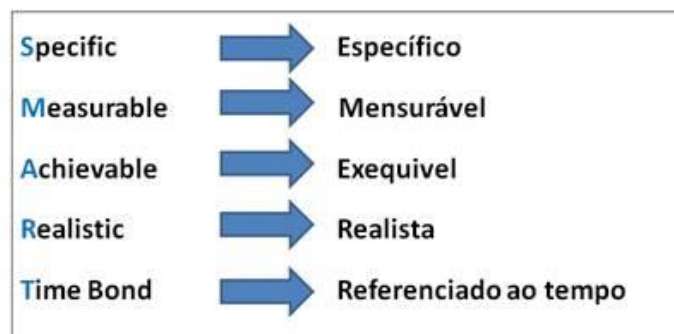 Specific Específico
Measurable Mensurável
Achievable Exequivel
Realistic Realista
Time Bond Referenciado ao tempo